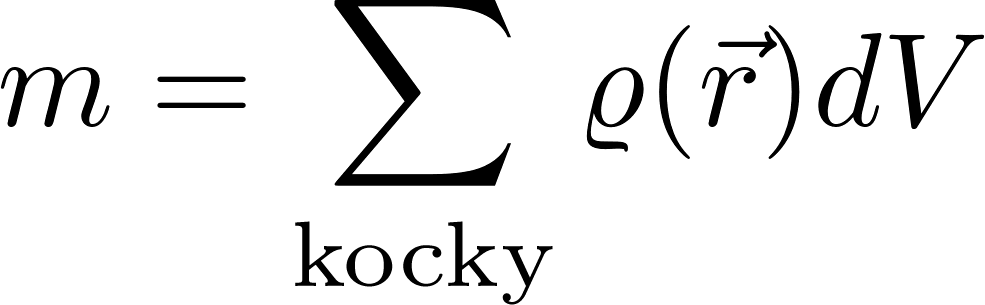 m = ∑ ϱ(r⃗)dV
kocky